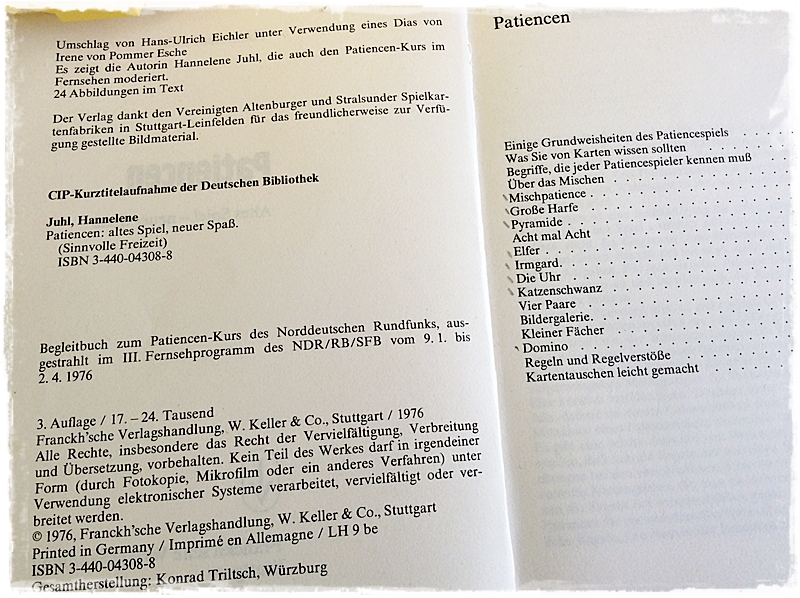 Umschlag von Hans-Ulrich Eichler unter Verwendung eines Dias von
Irene von Pommer Esche
Es zeigt die Autorin Hannelene Juhl, die auch den Patiencen-Kurs im
Fernsehen moderiert.
24 Abbildungen im Text
Der Verlag dankt den Vereinigten Altenburger und Stralsunder Spielkar-
tenfabriken in Stuttgart-Leinfelden für das freundlicherweise zur Verfü-
gung gestellte Bildmaterial.
CIP-Kurztitelaufnahme der Deutschen Bibliothek
Juhl, Hannelene
Patiencen: altes Spiel, neuer Spaß.
(Sinnvolle Freizeit)
ISBN 3-440-04308-8
Begleitbuch zum Patiencen-Kurs des Norddeutschen Rundfunks, aus-
gestrahlt im III. Fernsehprogramm des NDR/RB/SFB vom 9. 1. bis
2. 4. 1976
3. Auflage / 17. – 24. Tausend
Franckh'sche Verlagshandlung, W. Keller & Co., Stuttgart / 1976
Alle Rechte, insbesondere das Recht der Vervielfältigung, Verbreitung
und Übersetzung, vorbehalten. Kein Teil des Werkes darf in irgendeiner
Form (durch Fotokopie, Mikrofilm oder ein anderes Verfahren) unter
Verwendung elektronischer Systeme verarbeitet, vervielfältigt oder ver-
breitet werden.
© 1976, Franckh'sche Verlagshandlung, W. Keller & Co., Stuttgart
Printed in Germany / Imprimé en Allemagne / LH 9 be
ISBN 3-440-04308-8
Gesamtherstellung: Konrad Triltsch, Würzburg
Patiencen
Einige Grundweisheiten des Patiencespiels . . . .
Was Sie von Karten wissen sollten . . . . .
Begriffe, die jeder Patiencespieler kennen muß . . .
Über das Mischen . . . . . . . . .
Mischpatience . . . . . . . . . .
Große Harfe . . . . . . . . . .
Pyramide . . . . . . . . . . .
Acht mal Acht . . . . . . . . . .
Elfer . . . . . . . . . . . . .
Irmgard. . . . . . . . . . . . .
Die Uhr . . . . . . . . . . . .
Katzenschwanz . . . . . . . . . .
Vier Paare . . . . . . . . . . .
Bildergalerie. . . . . . . . . . .
Kleiner Fächer . . . . . . . . . .
Domino . . . . . . . . . . . .
Regeln und Regelverstöße . . . . . . .
Kartentauschen leicht gemacht . . . . .